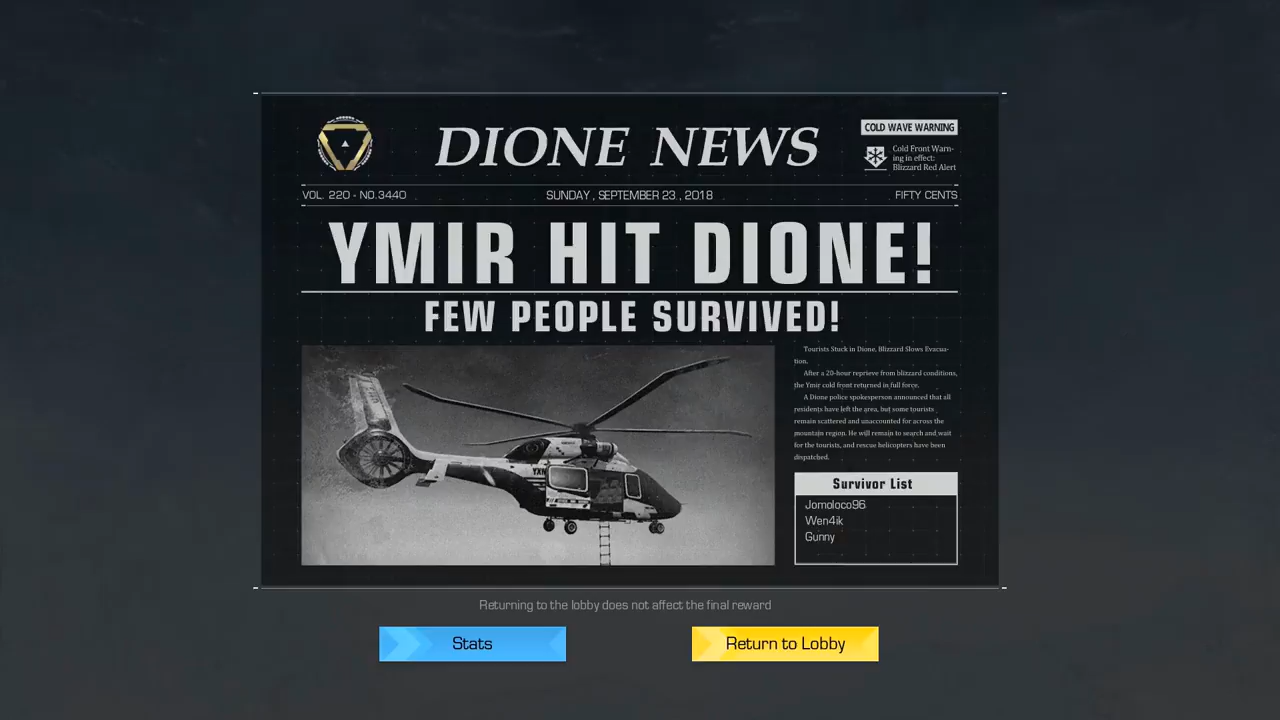 DIONE NEWS
COLD WAVE WARNING
Cold Front Warn-
ing in effect:
Blizzard Red Alert
VOL. 220 - NO.3440
SUNDAY, SEPTEMBER 23, 2018
FIFTY CENTS
YMIR HIT DIONE!
FEW PEOPLE SURVIVED!
Tourists Stuck in Dione, Blizzard Slows Evacua-
tion.
After a 20-hour reprieve from blizzard conditions,
the Ymir cold front returned in full force.
A Dione police spokesperson announced that all
residents have left the area, but some tourists
remain scattered and unaccounted for across the
mountain region. He will remain to search and wait
for the tourists, and rescue helicopters have been
dispatched.
Survivor List
Jomoloco96
Wen4ik
Gunny
Returning to the lobby does not affect the final reward
Stats
Return to Lobby